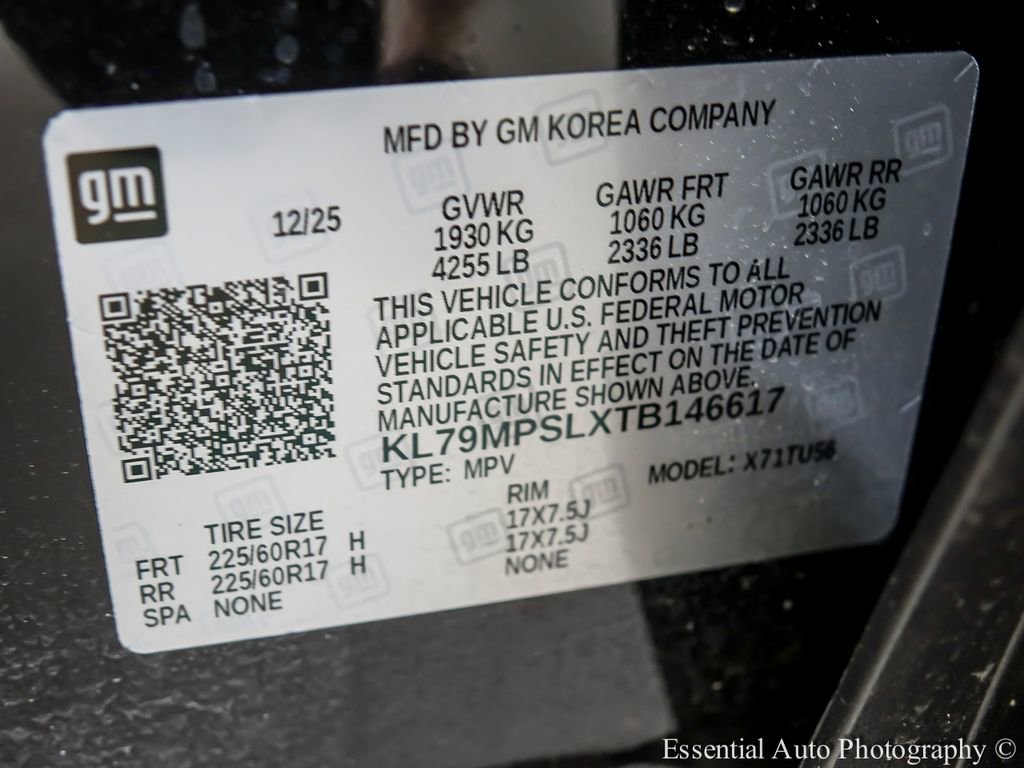 gm
MFD BY GM KOREA COMPANY
12/25
GVWR
1930 KG
4255 LB
GAWR FRT
1060 KG
2336 LB
GAWR RR
1060 KG
2336 LB
THIS VEHICLE CONFORMS TO ALL
APPLICABLE U.S. FEDERAL MOTOR
VEHICLE SAFETY AND THEFT PREVENTION
STANDARDS IN EFFECT ON THE DATE OF
MANUFACTURE SHOWN ABOVE.
KL79MPSLXTB146617
TYPE: MPV MODEL: X71TU56
TIRE SIZE RIM
FRT 225/60R17 H 17X7.5J
RR 225/60R17 H 17X7.5J
SPA NONE NONE
Essential Auto Photography ©